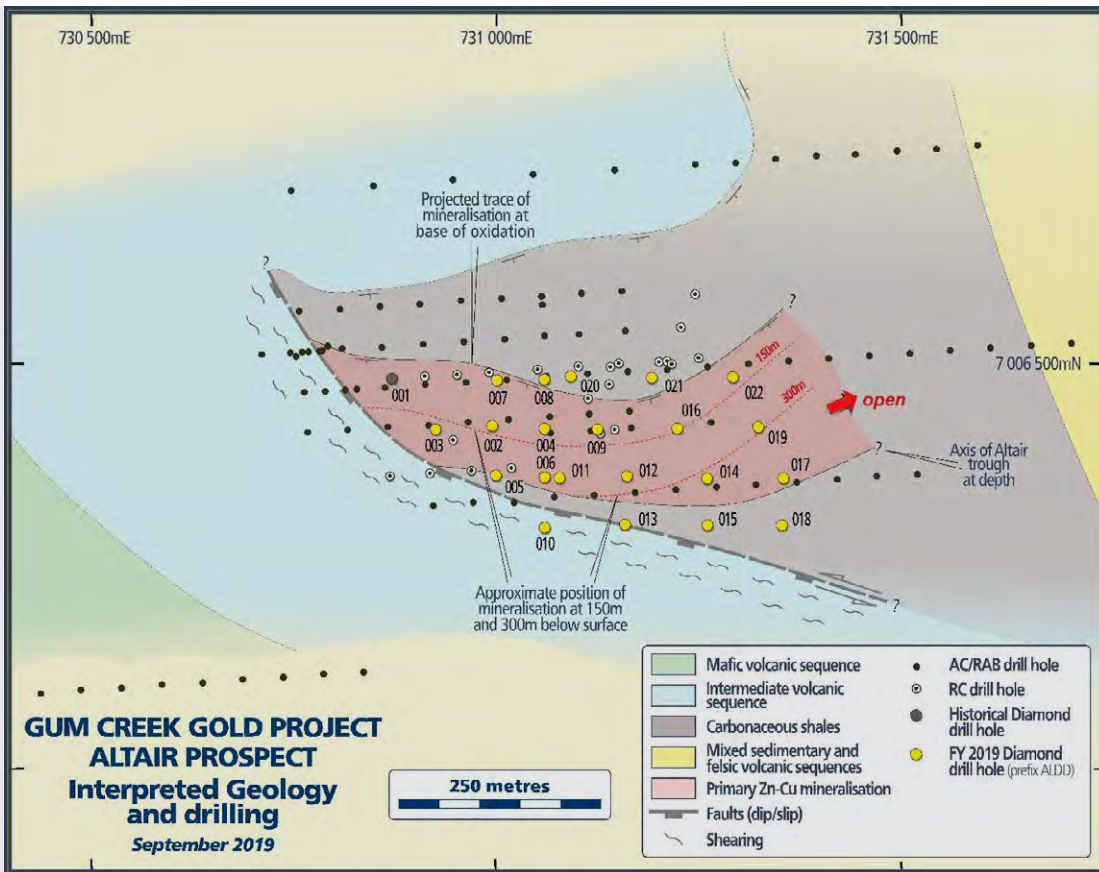 730 500mE
731 000mE
731 500mE
Projected trace of
mineralisation at
base of oxidation
?
?
150m
7 006 500mN
300m
open
001
007
008
020
021
022
016
003
002
004
009
019
?
Axis of Altair
trough
at depth
006
005
011
012
014
017
010
013
015
018
Approximate position of
mineralisation at 150m
and 300m below surface
?
GUM CREEK GOLD PROJECT
ALTAIR PROSPECT
Interpreted Geology
and drilling
September 2019
250 metres
Mafic volcanic sequence
Intermediate volcanic
sequence
Carbonaceous shales
Mixed sedimentary and
felsic volcanic sequences
Primary Zn-Cu mineralisation
Faults (dip/slip)
Shearing
AC/RAB drill hole
RC drill hole
Historical Diamond
drill hole
FY 2019 Diamond
drill hole (prefix ALDD)